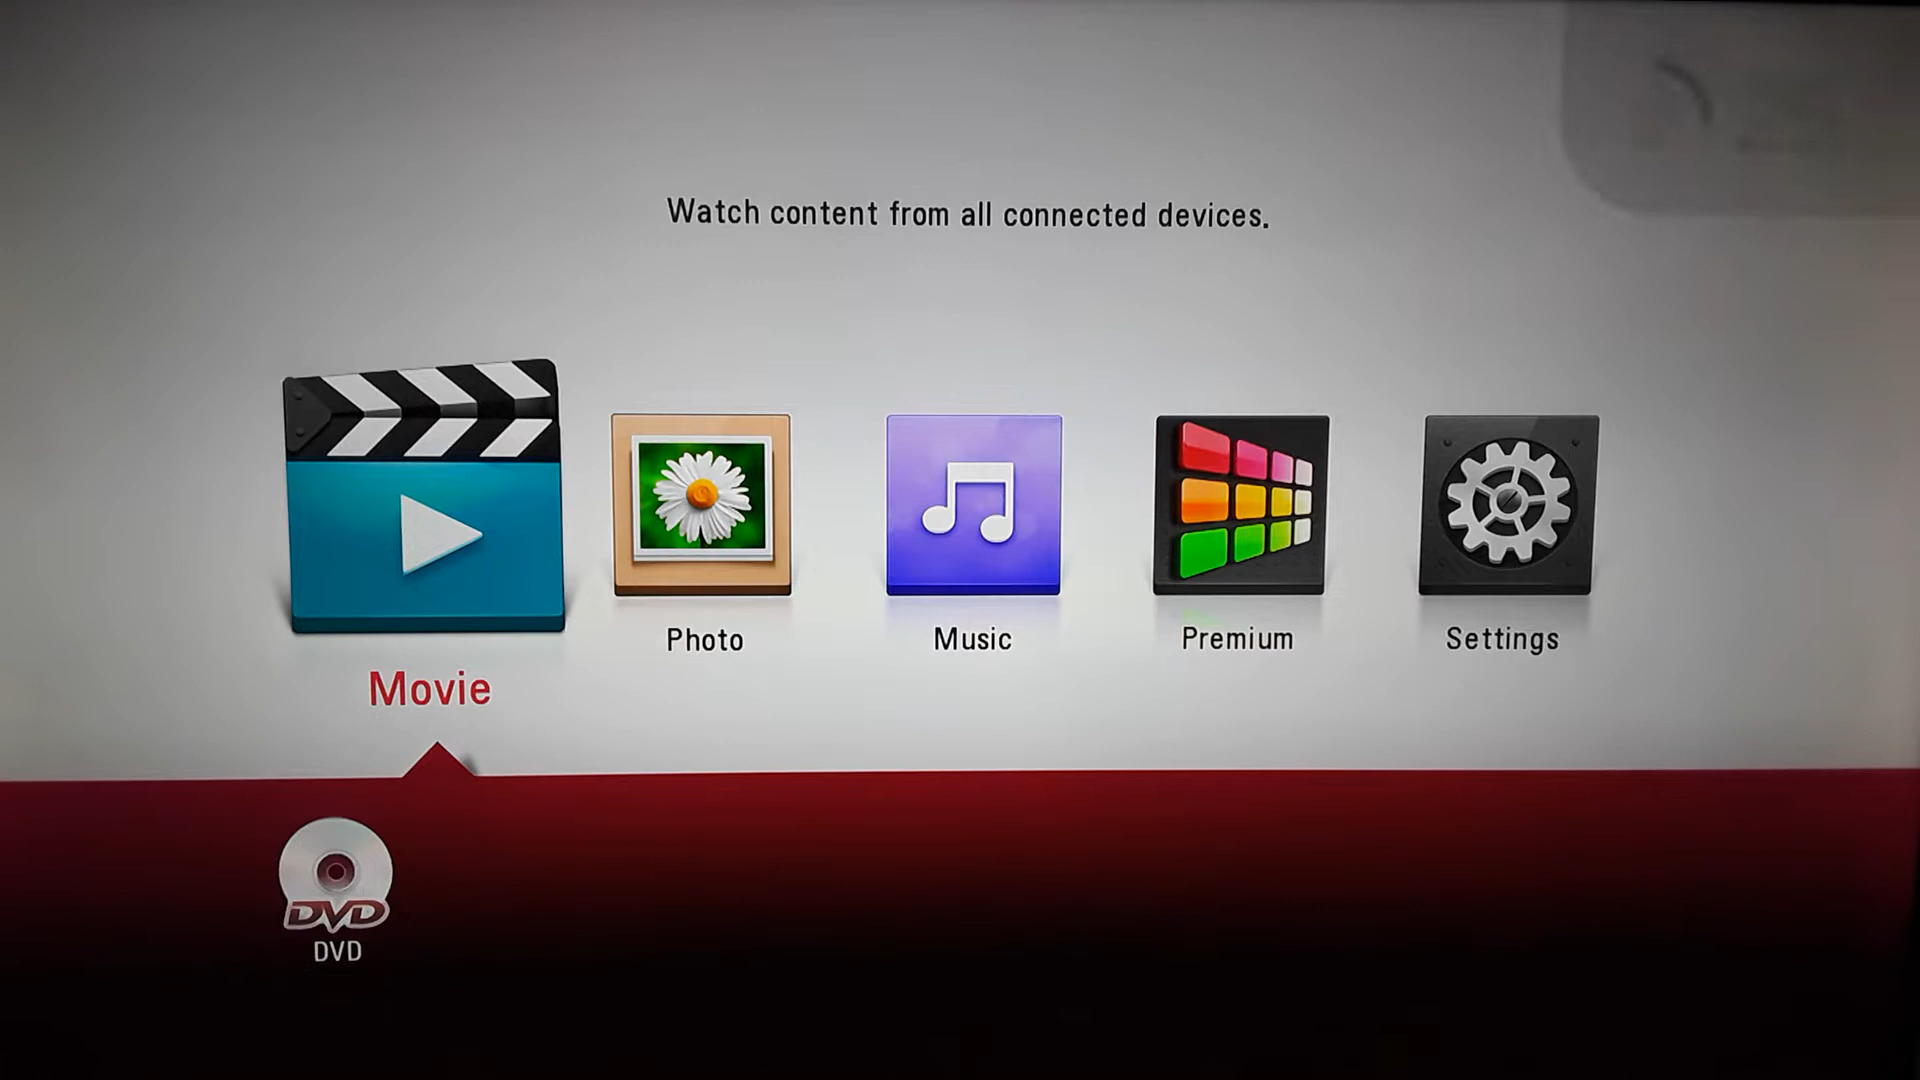 Watch content from all connected devices.
Movie
Photo
Music
Premium
Settings
DVD
DVD